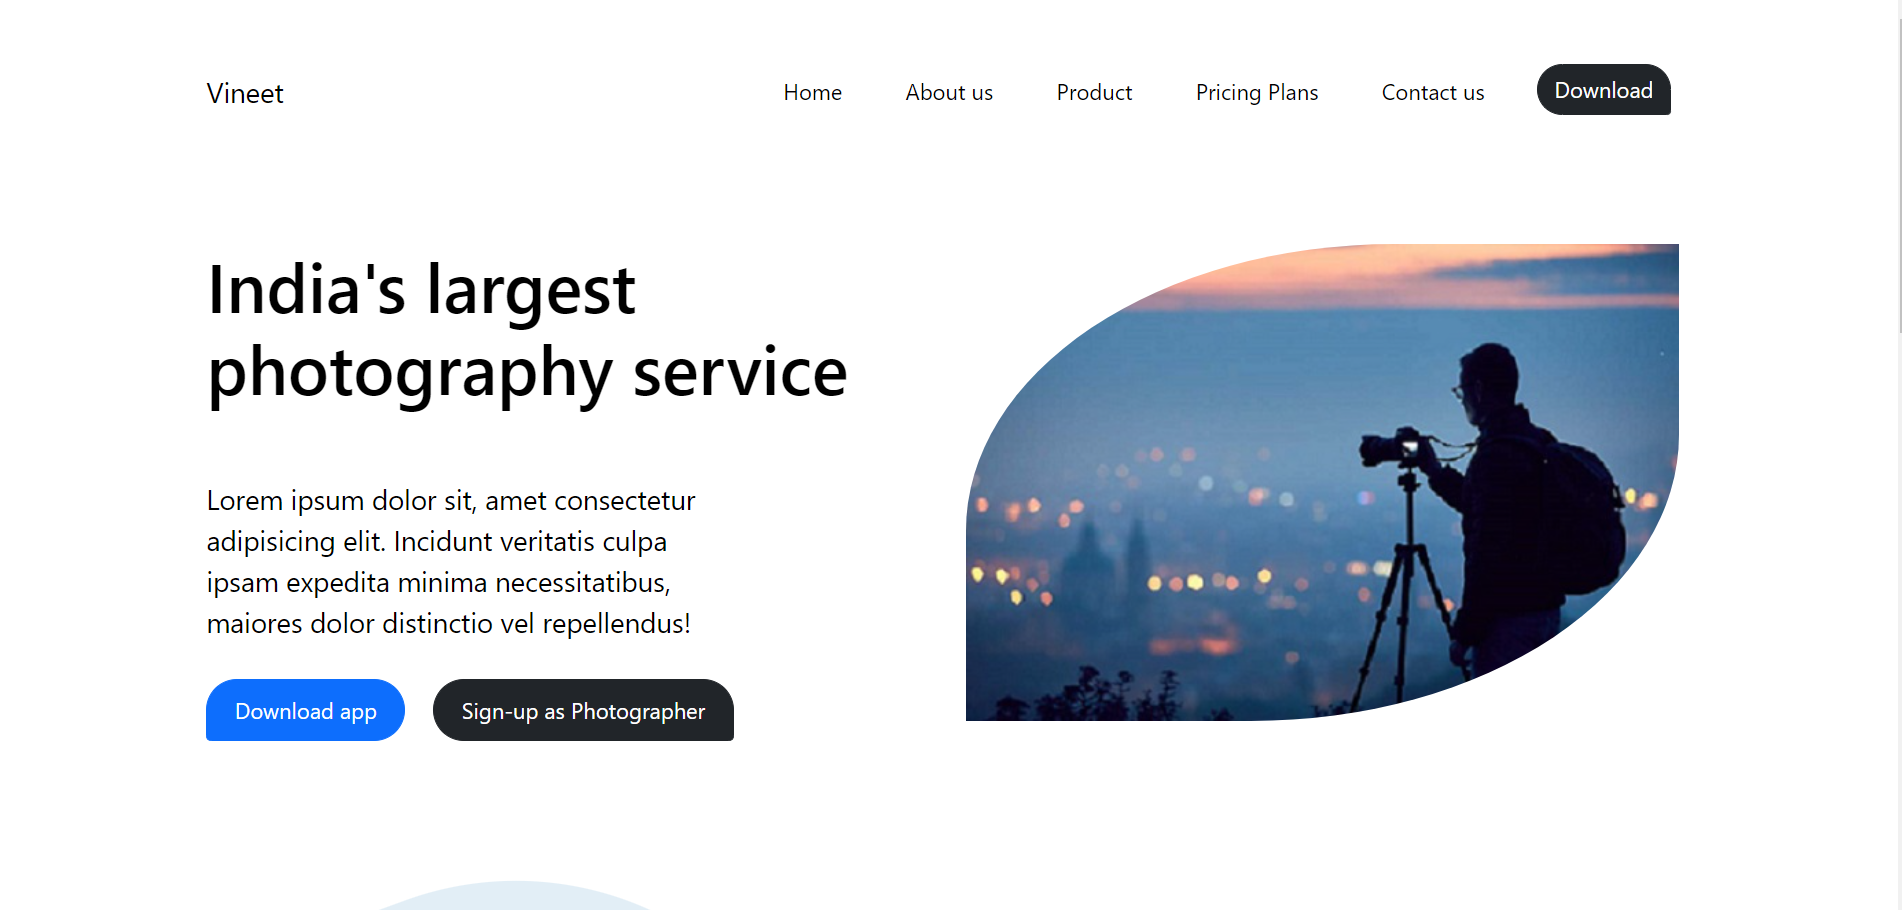 Vineet
Home
About us
Product
Pricing Plans
Contact us
Download
India's largest
photography service
Lorem ipsum dolor sit, amet consectetur
adipisicing elit. Incidunt veritatis culpa
ipsam expedita minima necessitatibus,
maiores dolor distinctio vel repellendus!
Download app
Sign-up as Photographer